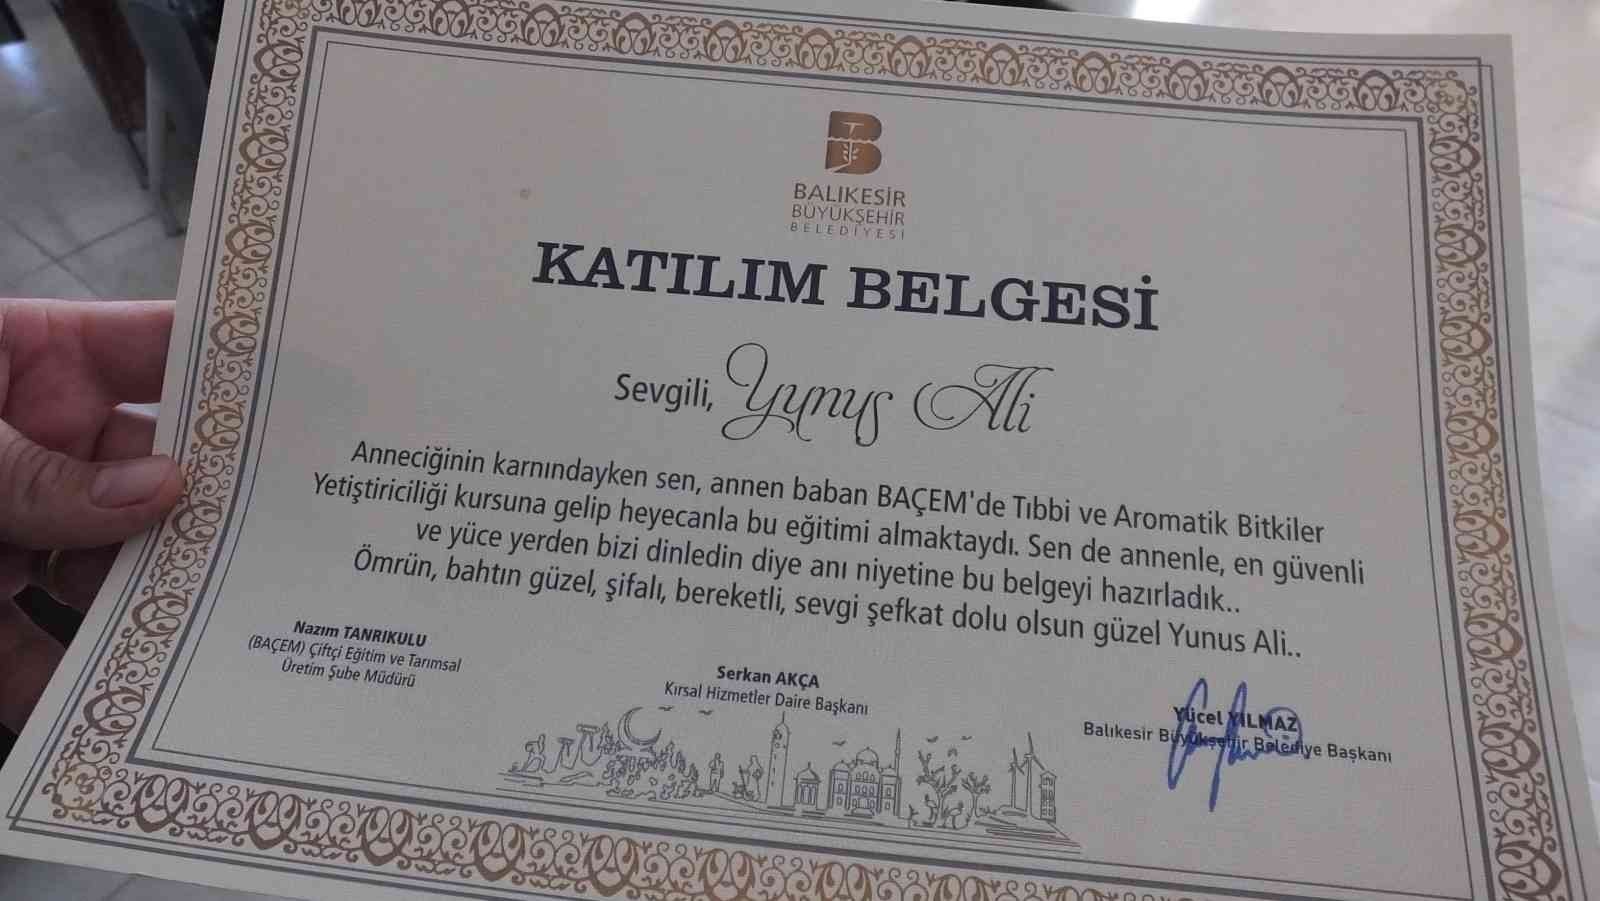 BALIKESİR
BÜYÜKŞEHİR
BELEDİYESİ
KATILIM BELGESİ
Sevgili, Yunus Ali
Anneciğinin karnındayken sen, annen baban BAÇEM'de Tıbbi ve Aromatik Bitkiler
Yetiştiriciliği kursuna gelip heyecanla bu eğitimi almaktaydı. Sen de annenle, en güvenli
ve yüce yerden bizi dinledin diye anı niyetine bu belgeyi hazırladık..
Ömrün, bahtın güzel, şifalı, bereketli, sevgi şefkat dolu olsun güzel Yunus Ali..
Nazım TANRIKULU
(BAÇEM) Çiftçi Eğitim ve Tarımsal
Üretim Şube Müdürü
Serkan AKÇA
Kırsal Hizmetler Daire Başkanı
Yücel YILMAZ
Balıkesir Büyükşehir Belediye Başkanı